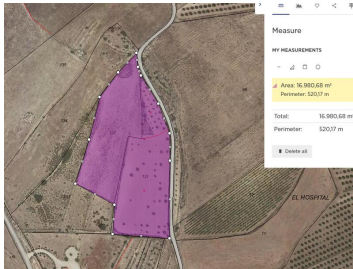 Measure
MY MEASUREMENTS
Area: 16.980,68 m²
Perimeter: 520,17 m
Total: 16.980,68 m²
Perimeter: 520,17 m
Delete all
EL HOSPITAL